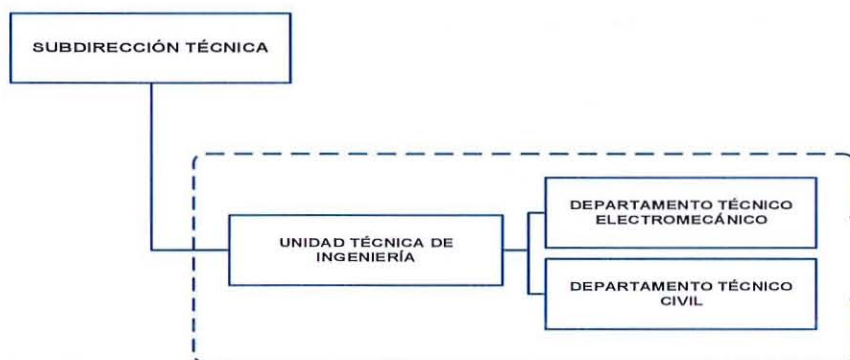 SUBDIRECCIÓN TÉCNICA
UNIDAD TÉCNICA DE
INGENIERÍA
DEPARTAMENTO TÉCNICO
ELECTROMECÁNICO
DEPARTAMENTO TÉCNICO
CIVIL